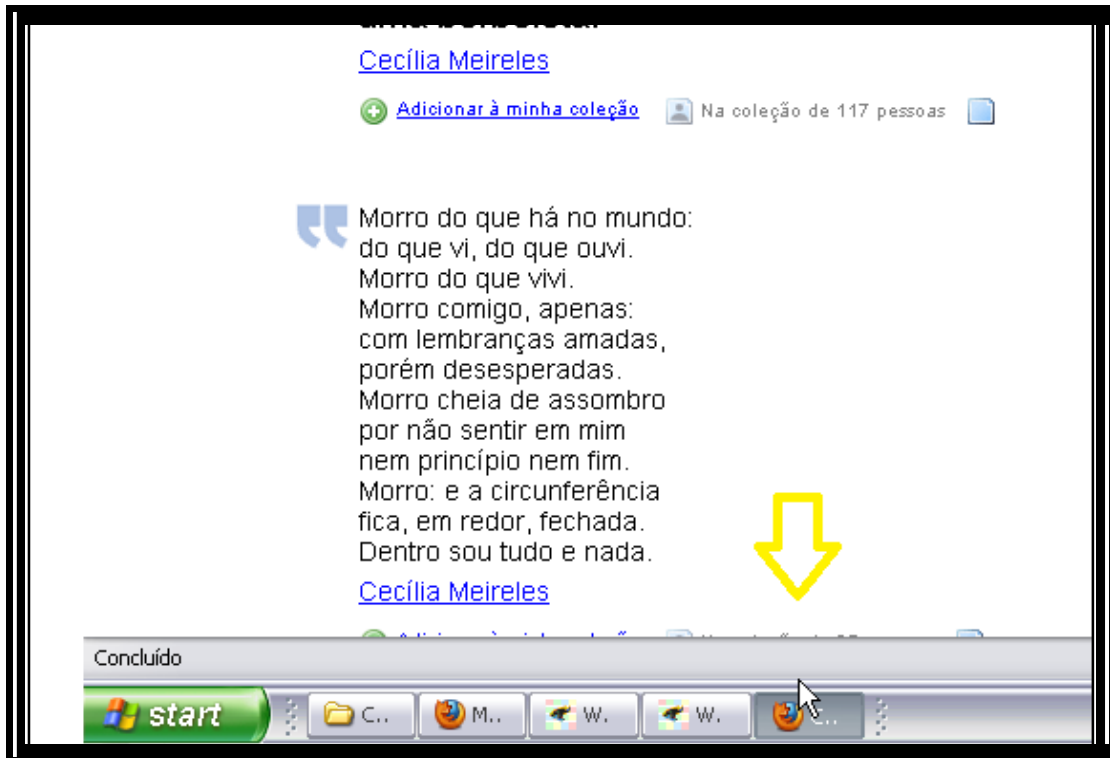 Cecília Meireles
Adicionar à minha coleção Na coleção de 117 pessoas
Morro do que há no mundo:
do que vi, do que ouvi.
Morro do que vivi.
Morro comigo, apenas:
com lembranças amadas,
porém desesperadas.
Morro cheia de assombro
por não sentir em mim
nem princípio nem fim.
Morro: e a circunferência
fica, em redor, fechada.
Dentro sou tudo e nada.
Cecília Meireles
Concluído
start C.. M.. W. W.